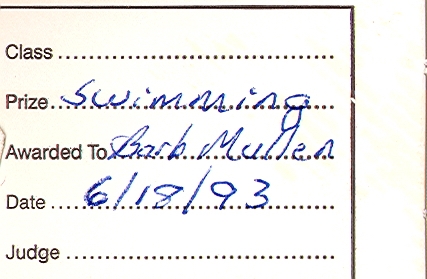 Class ........................................
Prize.. Swimming
Awarded To Barb Mullen
Date .... 6/18/93
Judge ........................................